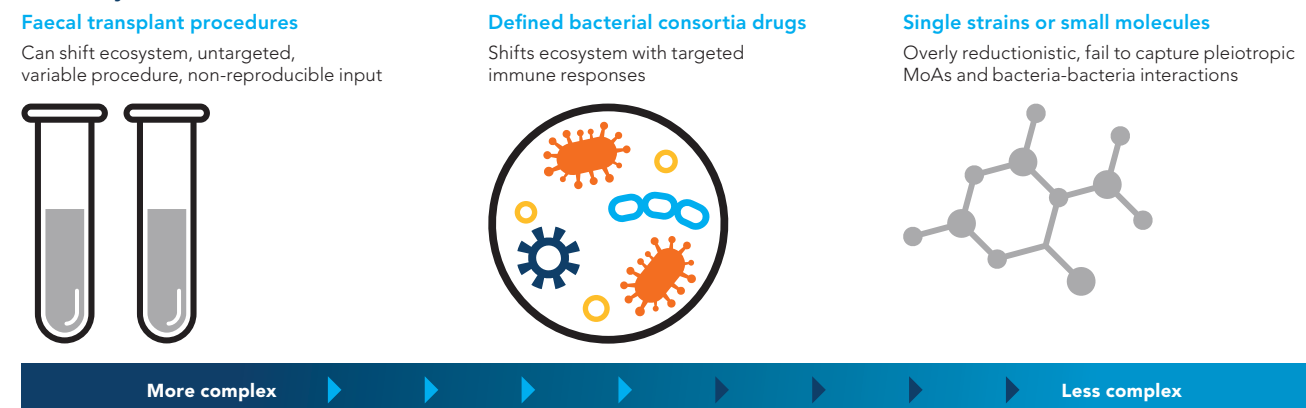 Faecal transplant procedures
Can shift ecosystem, untargeted,
variable procedure, non-reproducible input
Defined bacterial consortia drugs
Shifts ecosystem with targeted
immune responses
Single strains or small molecules
Overly reductionistic, fail to capture pleiotropic
MoAs and bacteria-bacteria interactions
More complex
Less complex